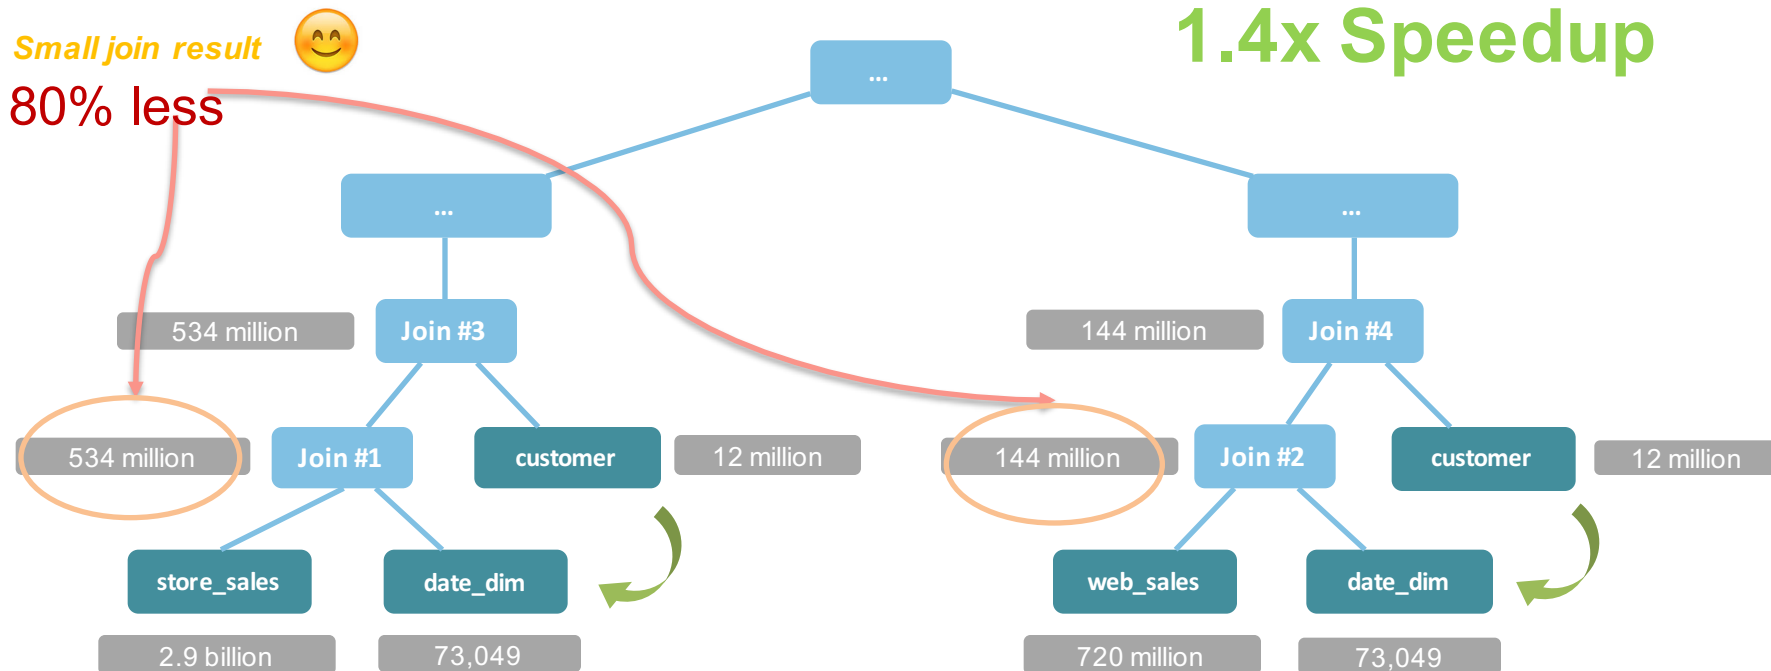 Small join result
1.4x Speedup
80% less
...
...
...
534 million
Join #3
144 million
Join #4
534 million
Join #1
customer
12 million
144 million
Join #2
customer
12 million
store_sales
date_dim
web_sales
date_dim
2.9 billion
73,049
720 million
73,049